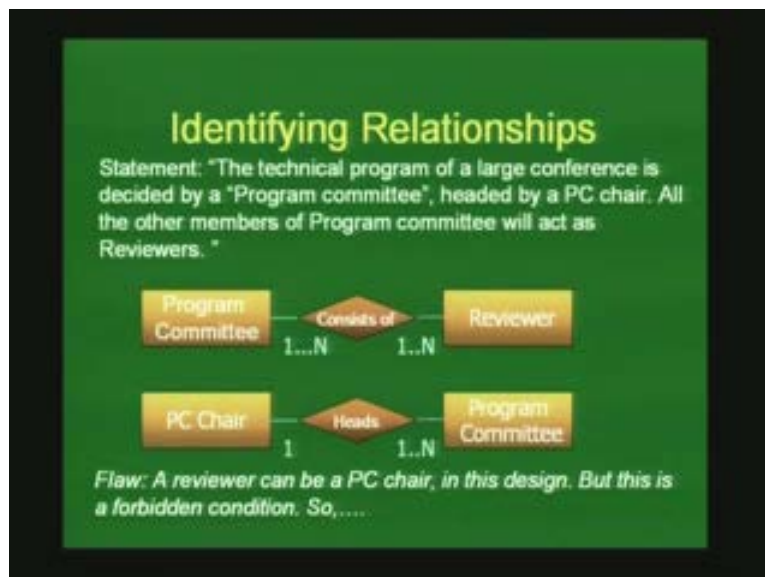 Identifying Relationships
Statement: "The technical program of a large conference is
decided by a "Program committee", headed by a PC chair. All
the other members of Program committee will act as
Reviewers. "
Program
Committee
Consists of
Reviewer
1...N
1..N
PC Chair
Heads
Program
Committee
1
1..N
Flaw: A reviewer can be a PC chair, in this design. But this is
a forbidden condition. So,....